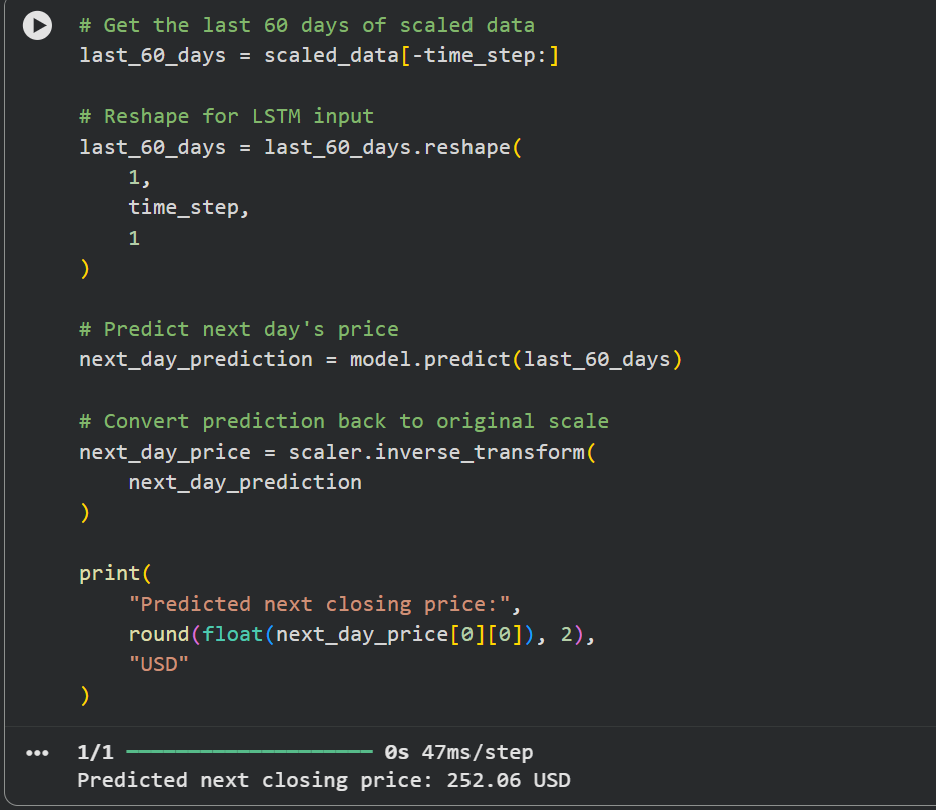 # Get the last 60 days of scaled data
last_60_days = scaled_data[-time_step:]
# Reshape for LSTM input
last_60_days = last_60_days.reshape(
    1,
    time_step,
    1
)
# Predict next day's price
next_day_prediction = model.predict(last_60_days)
# Convert prediction back to original scale
next_day_price = scaler.inverse_transform(
    next_day_prediction
)
print(
    "Predicted next closing price:",
    round(float(next_day_price[0][0]), 2),
    "USD"
)
1/1 ━━━━━━━━━━━━━━━━━━━━ 0s 47ms/step
Predicted next closing price: 252.06 USD